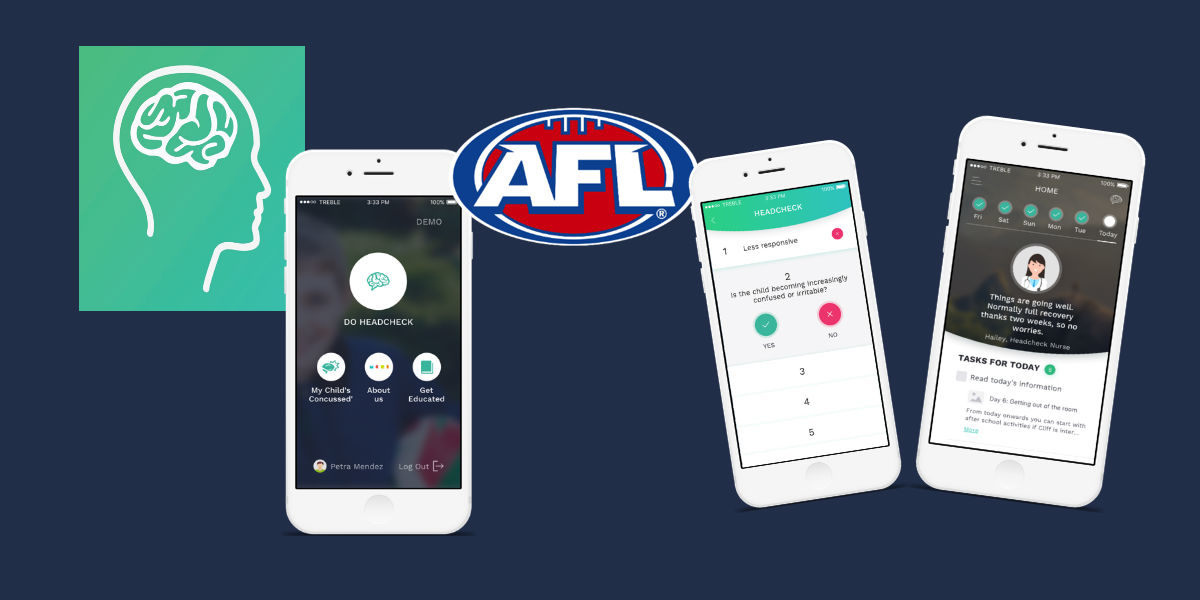 TREBLE 3:33 PM 100%
DEMO
DO HEADCHECK
My Child's
Concussed'
About
us
Get
Educated
Petra Mendez
Log Out
AFL
®
TREBLE 3:33 PM 100%
HEADCHECK
1 Less responsive
2
Is the child becoming increasingly
confused or irritable?
YES
NO
3
4
5
TREBLE 3:33 PM 100%
HOME
Fri Sat Sun Mon Tue Today
Things are going well.
Normally full recovery
thanks two weeks, so no
worries.
Hailey, Headcheck Nurse
TASKS FOR TODAY 5
Read today's information
Day 6: Getting out of the room
From today onwards you can start with
after school activities if Cliff is inter...
More